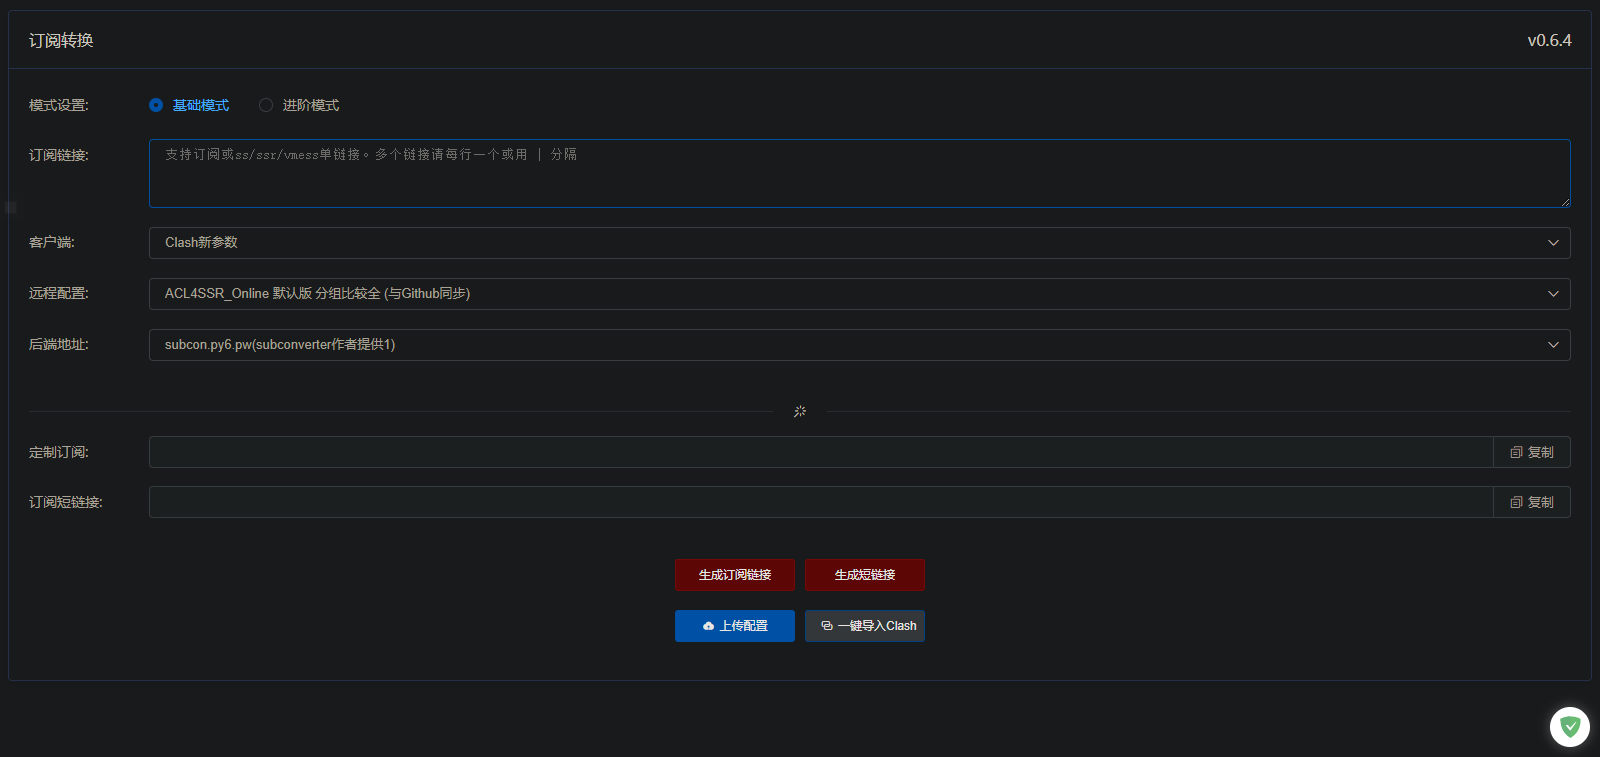 订阅转换 v0.6.4
模式设置: 基础模式 进阶模式
订阅链接: 支持订阅或ss/ssr/vmess单链接。多个链接请每行一个或用 | 分隔
客户端: Clash新参数
远程配置: ACL4SSR_Online 默认版 分组比较全 (与Github同步)
后端地址: subcon.py6.pw(subconverter作者提供1)
定制订阅: 复制
订阅短链接: 复制
生成订阅链接 生成短链接
上传配置 一键导入Clash